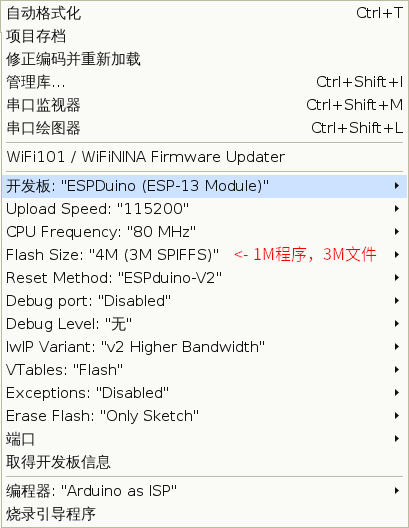 自动格式化 Ctrl+T
项目存档
修正编码并重新加载
管理库... Ctrl+Shift+I
串口监视器 Ctrl+Shift+M
串口绘图器 Ctrl+Shift+L
WiFi101 / WiFiNINA Firmware Updater
开发板: "ESPDuino (ESP-13 Module)"
Upload Speed: "115200"
CPU Frequency: "80 MHz"
Flash Size: "4M (3M SPIFFS)" <- 1M程序，3M文件
Reset Method: "ESPduino-V2"
Debug port: "Disabled"
Debug Level: "无"
lwIP Variant: "v2 Higher Bandwidth"
VTables: "Flash"
Exceptions: "Disabled"
Erase Flash: "Only Sketch"
端口
取得开发板信息
编程器: "Arduino as ISP"
烧录引导程序